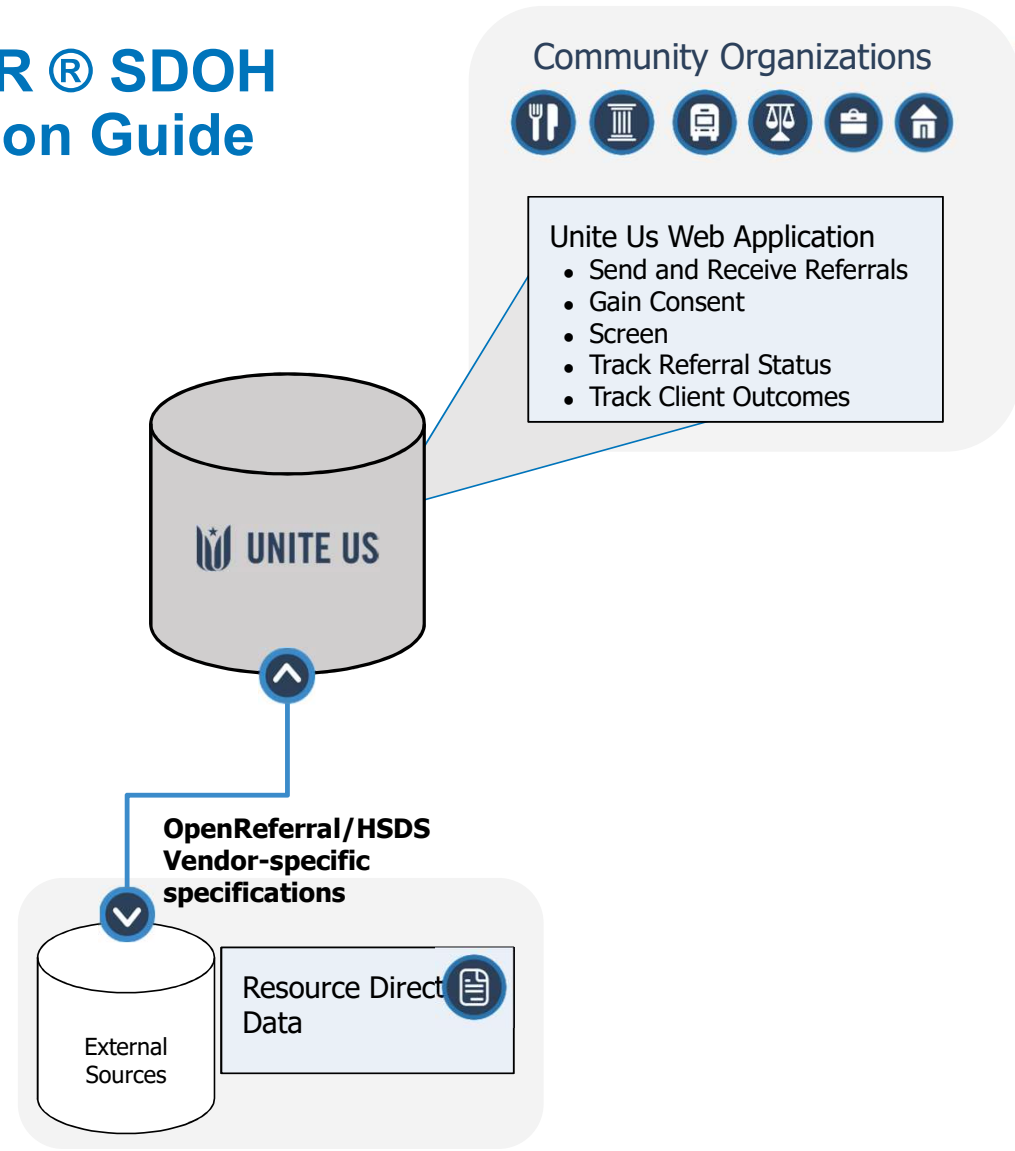 R ® SDOH
on Guide
Community Organizations
Unite Us Web Application
• Send and Receive Referrals
• Gain Consent
• Screen
• Track Referral Status
• Track Client Outcomes
UNITE US
OpenReferral/HSDS
Vendor-specific
specifications
Resource Direct
Data
External
Sources